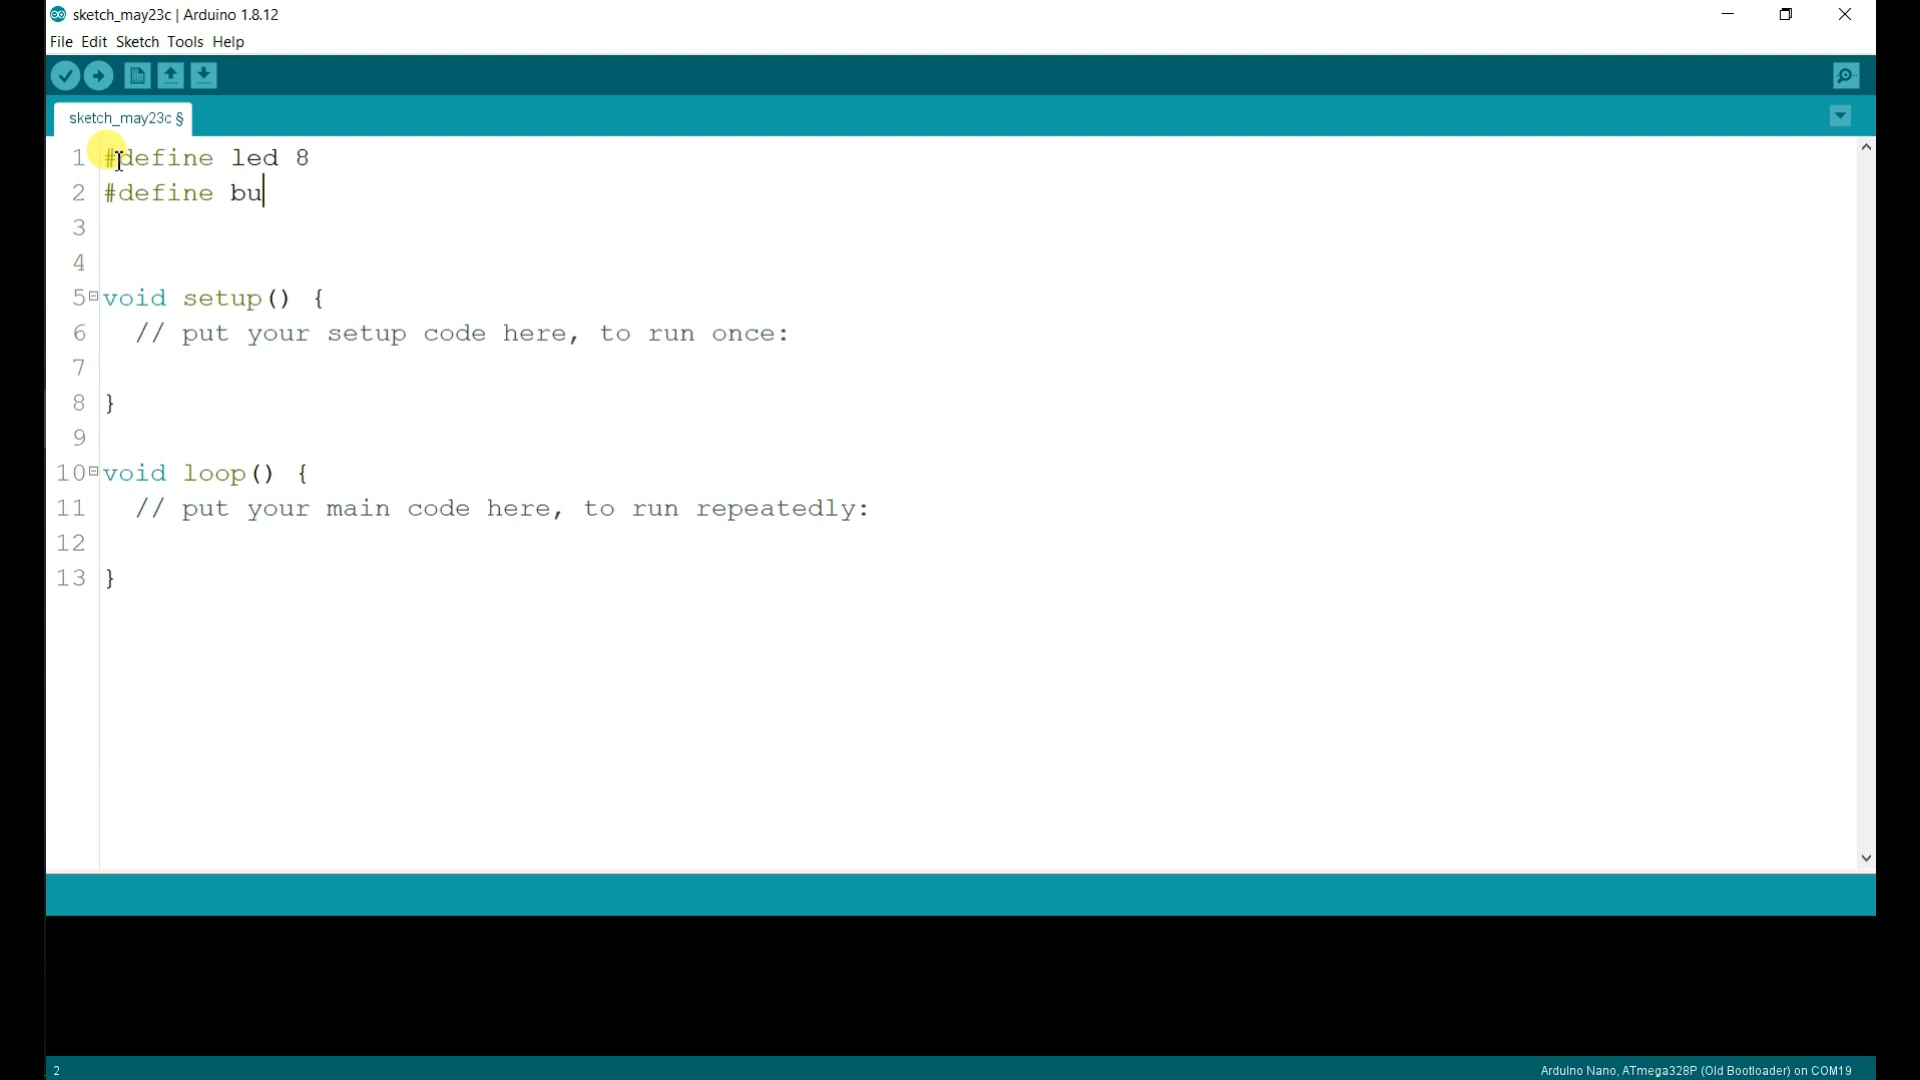 sketch_may23c | Arduino 1.8.12
File Edit Sketch Tools Help
sketch_may23c §
1 #define led 8
2 #define bu
3
4
5 void setup() {
6 // put your setup code here, to run once:
7
8 }
9
10 void loop() {
11 // put your main code here, to run repeatedly:
12
13 }
2 Arduino Nano, ATmega328P (Old Bootloader) on COM19